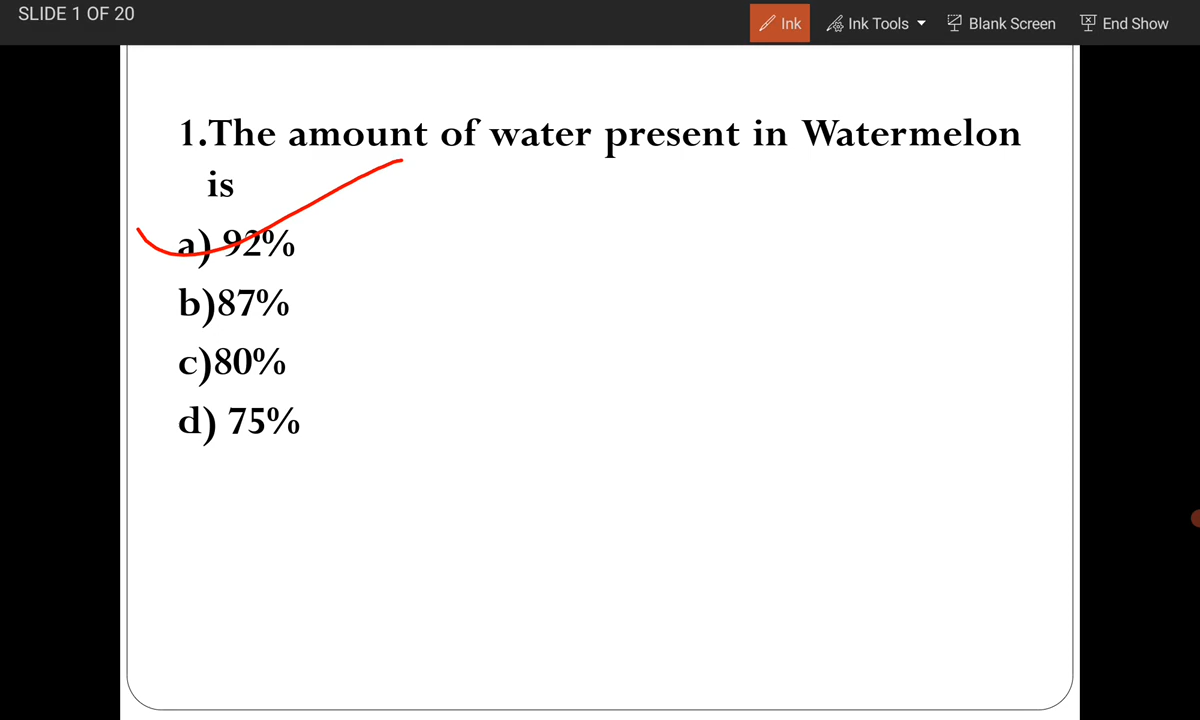 SLIDE 1 OF 20
Ink
Ink Tools
Blank Screen
End Show
1.The amount of water present in Watermelon
is
a) 92%
b)87%
c)80%
d) 75%